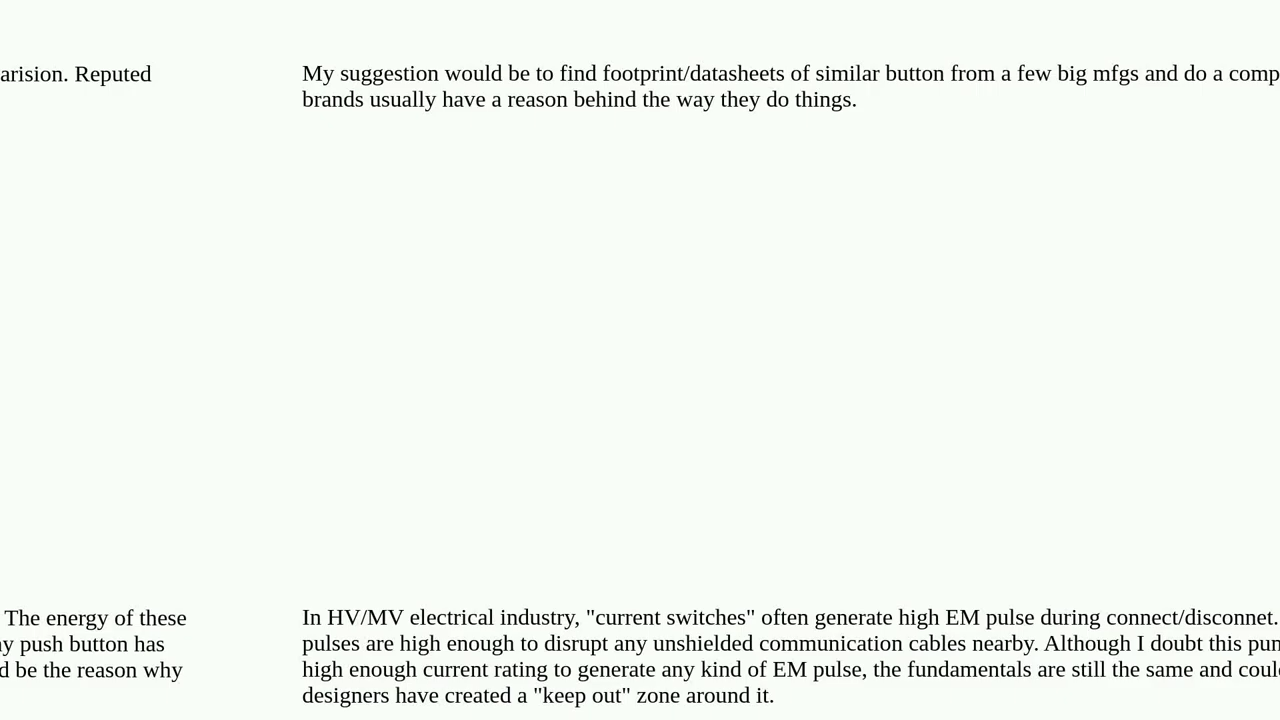 arision. Reputed
My suggestion would be to find footprint/datasheets of similar button from a few big mfgs and do a comp
brands usually have a reason behind the way they do things.
The energy of these
y push button has
d be the reason why
In HV/MV electrical industry, "current switches" often generate high EM pulse during connect/disconnet.
pulses are high enough to disrupt any unshielded communication cables nearby. Although I doubt this pun
high enough current rating to generate any kind of EM pulse, the fundamentals are still the same and coul
designers have created a "keep out" zone around it.